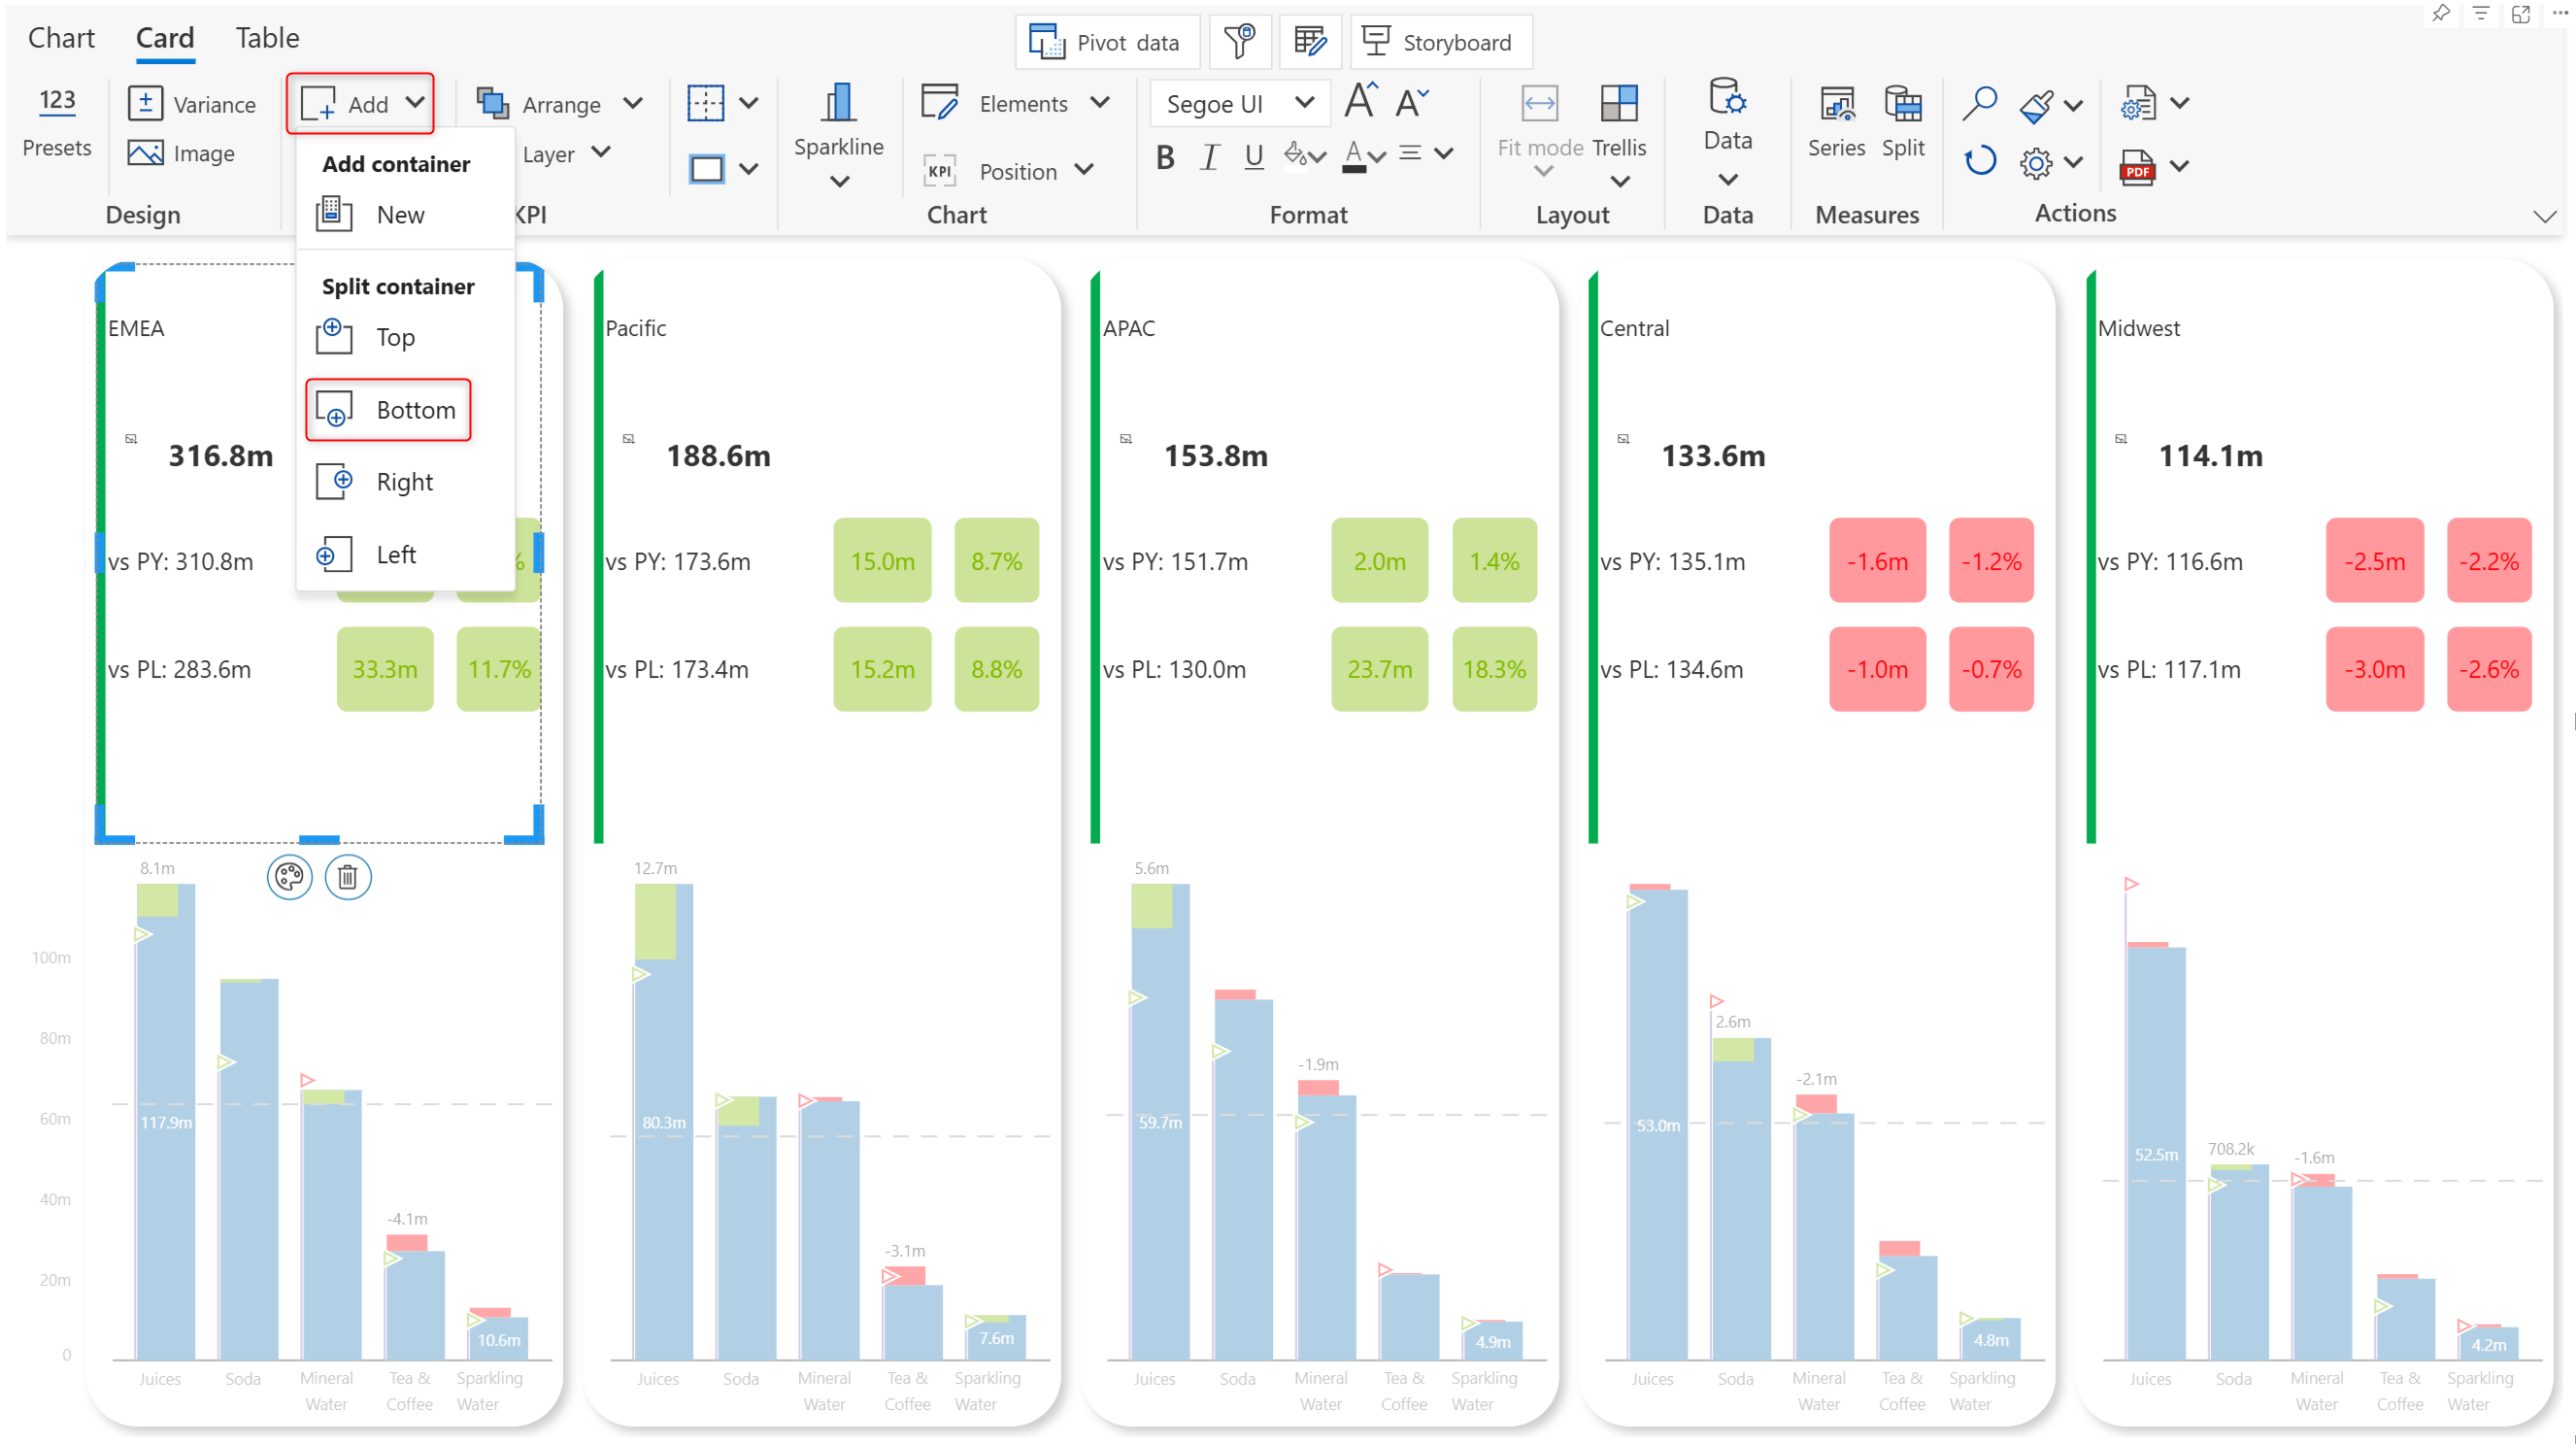 Chart Card Table
Pivot data
Storyboard
123
Presets
Variance
Image
Design
Add
Arrange
Layer
KPI
Sparkline
Elements
KPI Position
Chart
Segoe UI
A A
B I U A
Format
Fit mode
Trellis
Layout
Data
Data
Series
Split
Measures
PDF
Actions
Add container
New
Split container
Top
Bottom
Right
Left
EMEA
316.8m
vs PY: 310.8m
%
vs PL: 283.6m 33.3m 11.7%
Pacific
188.6m
vs PY: 173.6m 15.0m 8.7%
vs PL: 173.4m 15.2m 8.8%
APAC
153.8m
vs PY: 151.7m 2.0m 1.4%
vs PL: 130.0m 23.7m 18.3%
Central
133.6m
vs PY: 135.1m -1.6m -1.2%
vs PL: 134.6m -1.0m -0.7%
Midwest
114.1m
vs PY: 116.6m -2.5m -2.2%
vs PL: 117.1m -3.0m -2.6%
100m
80m
60m
40m
20m
0
8.1m
117.9m
-4.1m
10.6m
Juices
Soda
Mineral
Water
Tea &
Coffee
Sparkling
Water
12.7m
80.3m
-3.1m
7.6m
Juices
Soda
Mineral
Water
Tea &
Coffee
Sparkling
Water
5.6m
59.7m
-1.9m
4.9m
Juices
Soda
Mineral
Water
Tea &
Coffee
Sparkling
Water
53.0m
2.6m
-2.1m
4.8m
Juices
Soda
Mineral
Water
Tea &
Coffee
Sparkling
Water
52.5m
708.2k
-1.6m
4.2m
Juices
Soda
Mineral
Water
Tea &
Coffee
Sparkling
Water